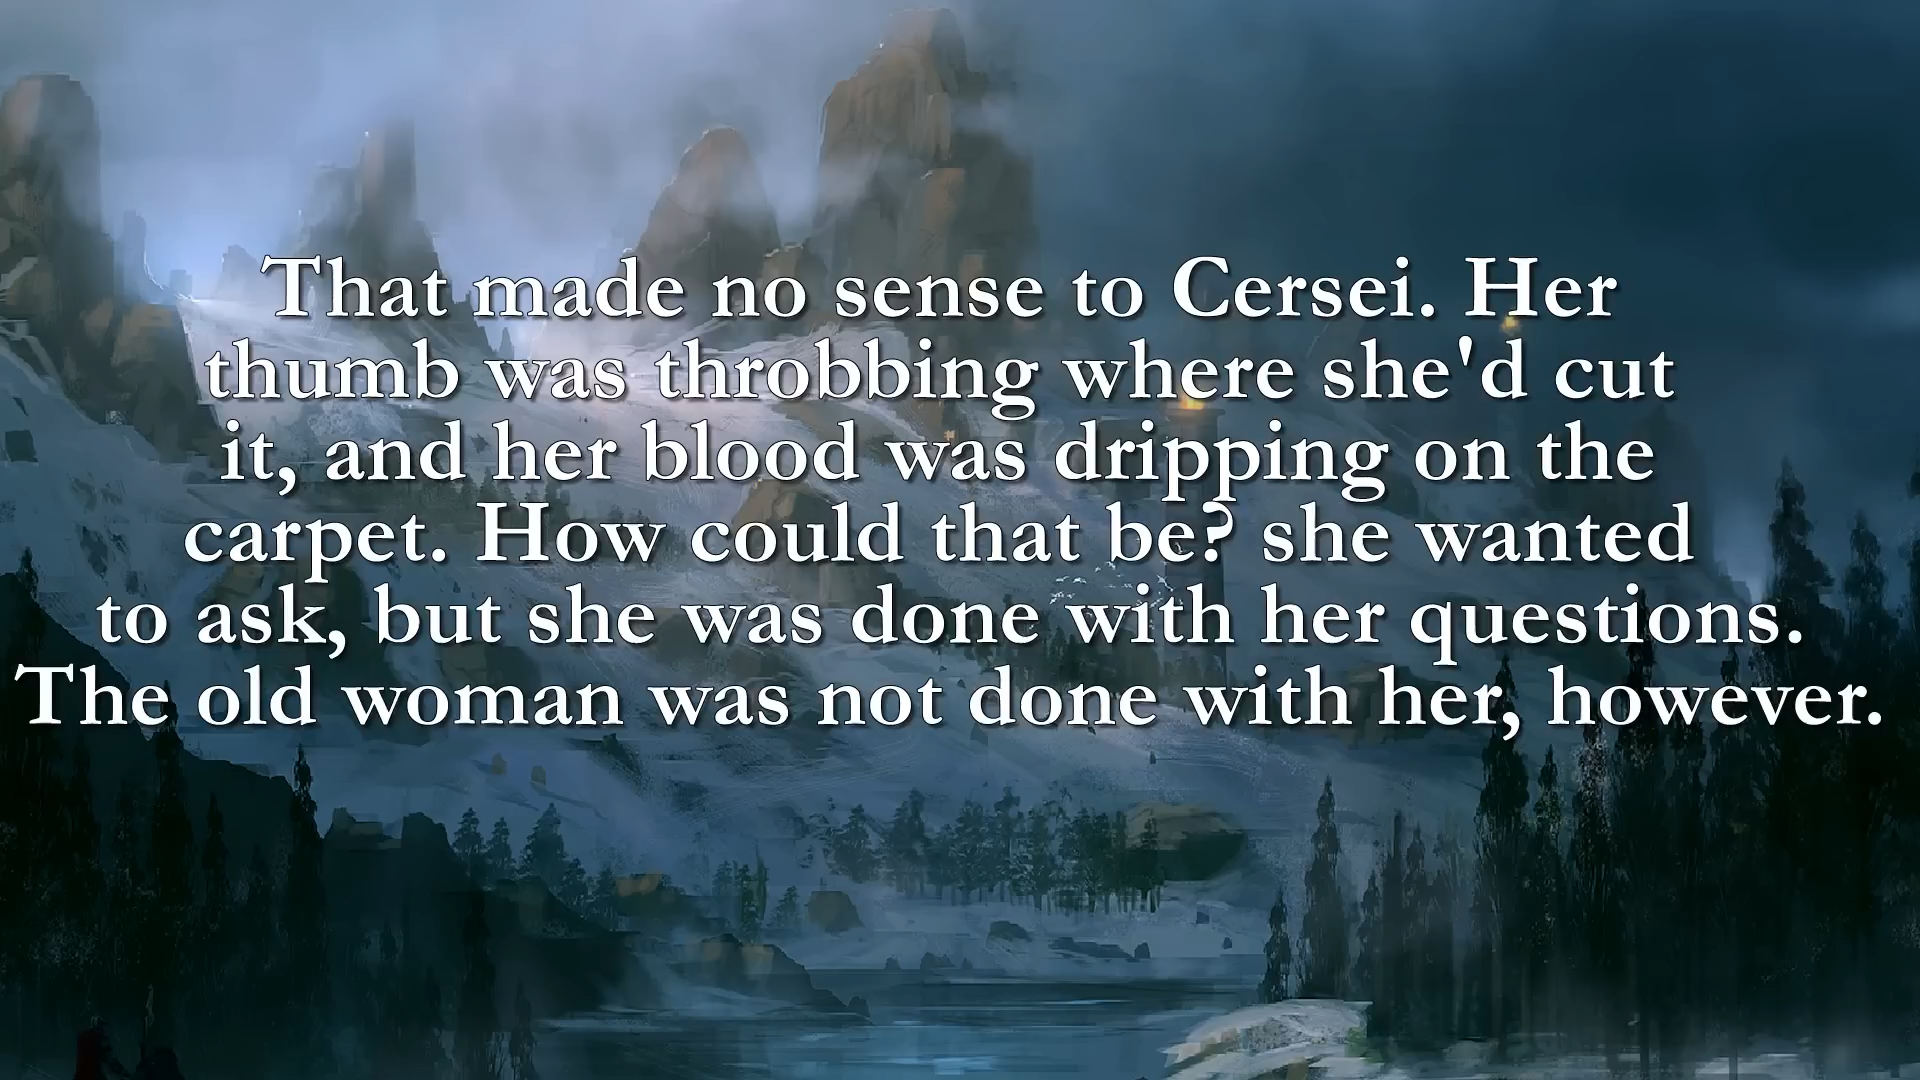 That made no sense to Cersei. Her
thumb was throbbing where she'd cut
it, and her blood was dripping on the
carpet. How could that be? she wanted
to ask, but she was done with her questions.
The old woman was not done with her, however.